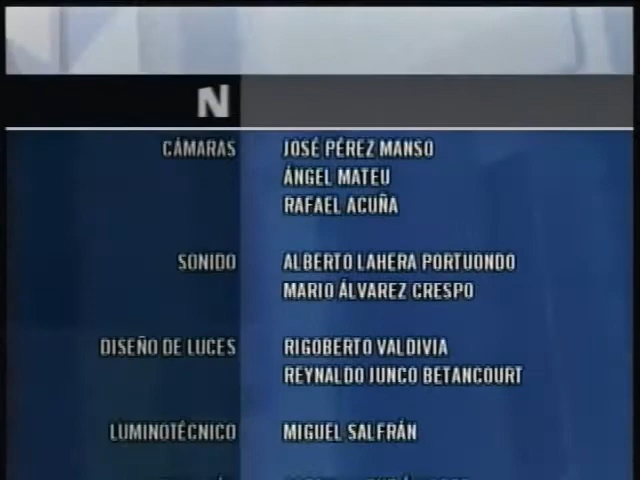 N
CÁMARAS JOSÉ PÉREZ MANSO
ÁNGEL MATEU
RAFAEL ACUÑA
SONIDO ALBERTO LAHERA PORTUONDO
MARIO ÁLVAREZ CRESPO
DISEÑO DE LUCES RIGOBERTO VALDIVIA
REYNALDO JUNCO BETANCOURT
LUMINOTÉCNICO MIGUEL SALFRÁN